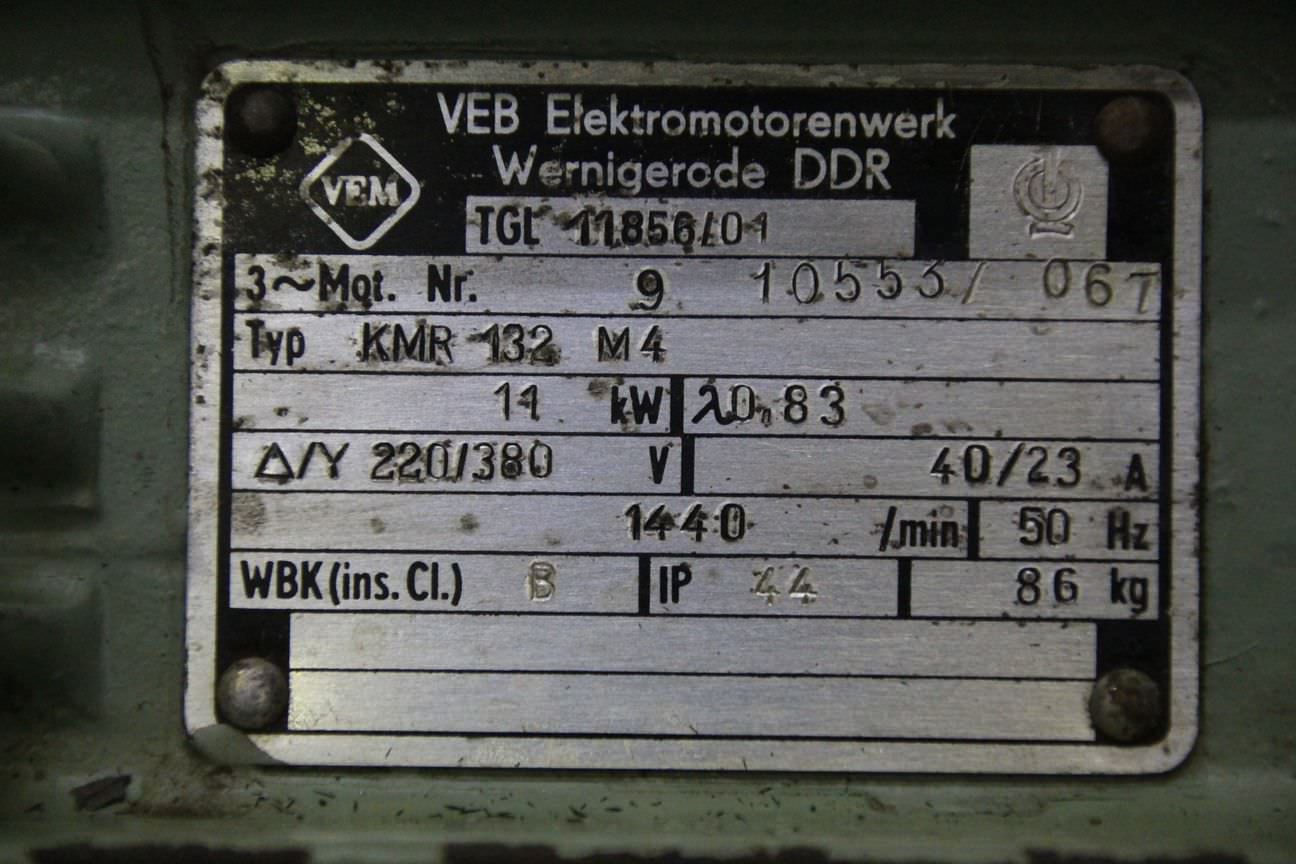 VEB Elektromotorenwerk
Wernigerode DDR
VEM
TGL 11856/01
3~Mot. Nr. 9 10553/ 067
Typ KMR 132 M4
11 kW λ0,83
Δ/Y 220/380 V 40/23 A
1440 /min 50 Hz
WBK (ins. Cl.) B IP 44 86 kg